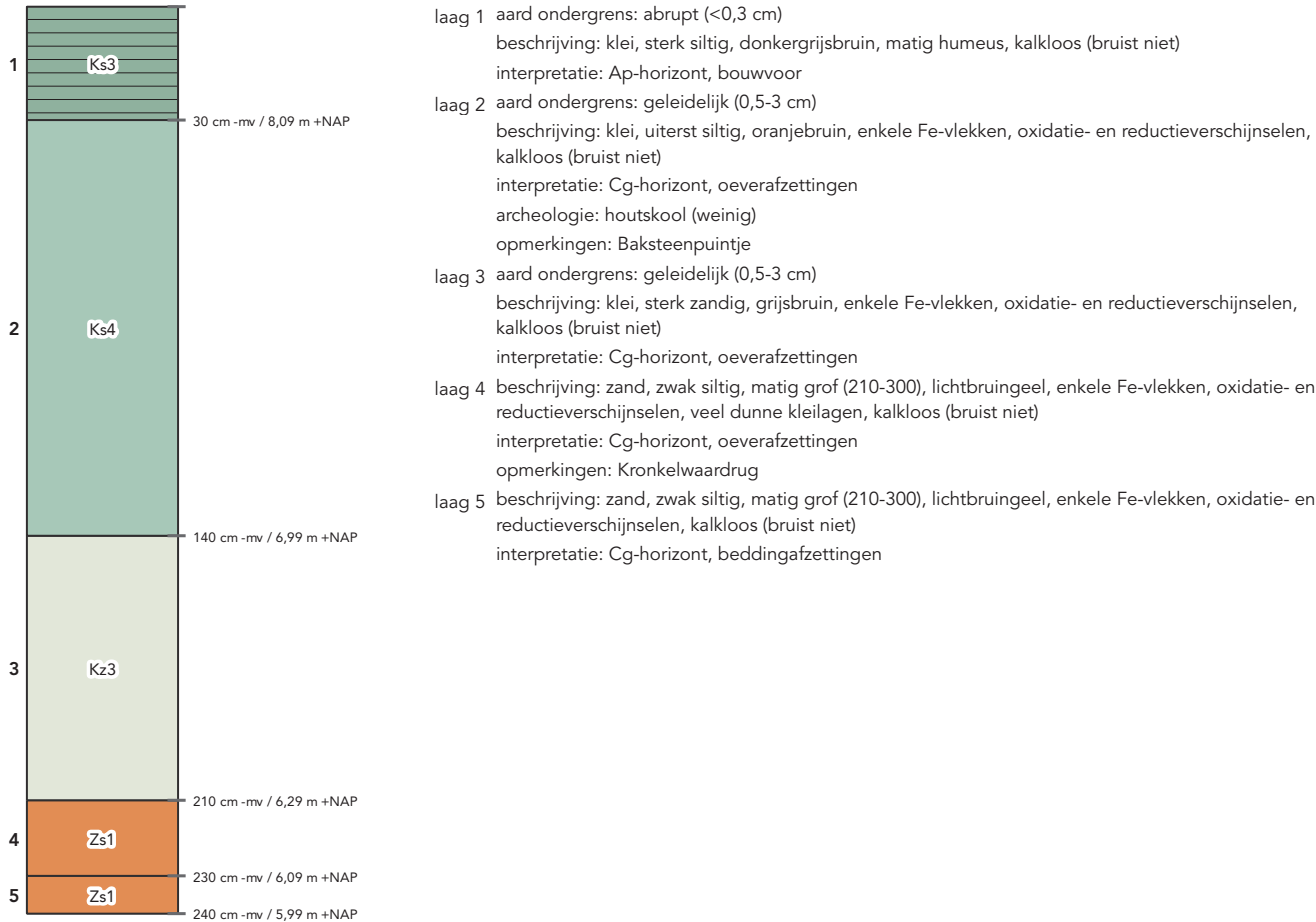 1
Ks3
30 cm -mv / 8,09 m +NAP
2
Ks4
140 cm -mv / 6,99 m +NAP
3
Kz3
210 cm -mv / 6,29 m +NAP
4
Zs1
230 cm -mv / 6,09 m +NAP
5
Zs1
240 cm -mv / 5,99 m +NAP
laag 1 aard ondergrens: abrupt (<0,3 cm)
beschrijving: klei, sterk siltig, donkergrijsbruin, matig humeus, kalkloos (bruist niet)
interpretatie: Ap-horizont, bouwvoor
laag 2 aard ondergrens: geleidelijk (0,5-3 cm)
beschrijving: klei, uiterst siltig, oranjebruin, enkele Fe-vlekken, oxidatie- en reductieverschijnselen,
kalkloos (bruist niet)
interpretatie: Cg-horizont, oeverafzettingen
archeologie: houtskool (weinig)
opmerkingen: Baksteenpuintje
laag 3 aard ondergrens: geleidelijk (0,5-3 cm)
beschrijving: klei, sterk zandig, grijsbruin, enkele Fe-vlekken, oxidatie- en reductieverschijnselen,
kalkloos (bruist niet)
interpretatie: Cg-horizont, oeverafzettingen
laag 4 beschrijving: zand, zwak siltig, matig grof (210-300), lichtbruingeel, enkele Fe-vlekken, oxidatie- en
reductieverschijnselen, veel dunne kleilagen, kalkloos (bruist niet)
interpretatie: Cg-horizont, oeverafzettingen
opmerkingen: Kronkelwaardrug
laag 5 beschrijving: zand, zwak siltig, matig grof (210-300), lichtbruingeel, enkele Fe-vlekken, oxidatie- en
reductieverschijnselen, kalkloos (bruist niet)
interpretatie: Cg-horizont, beddingafzettingen